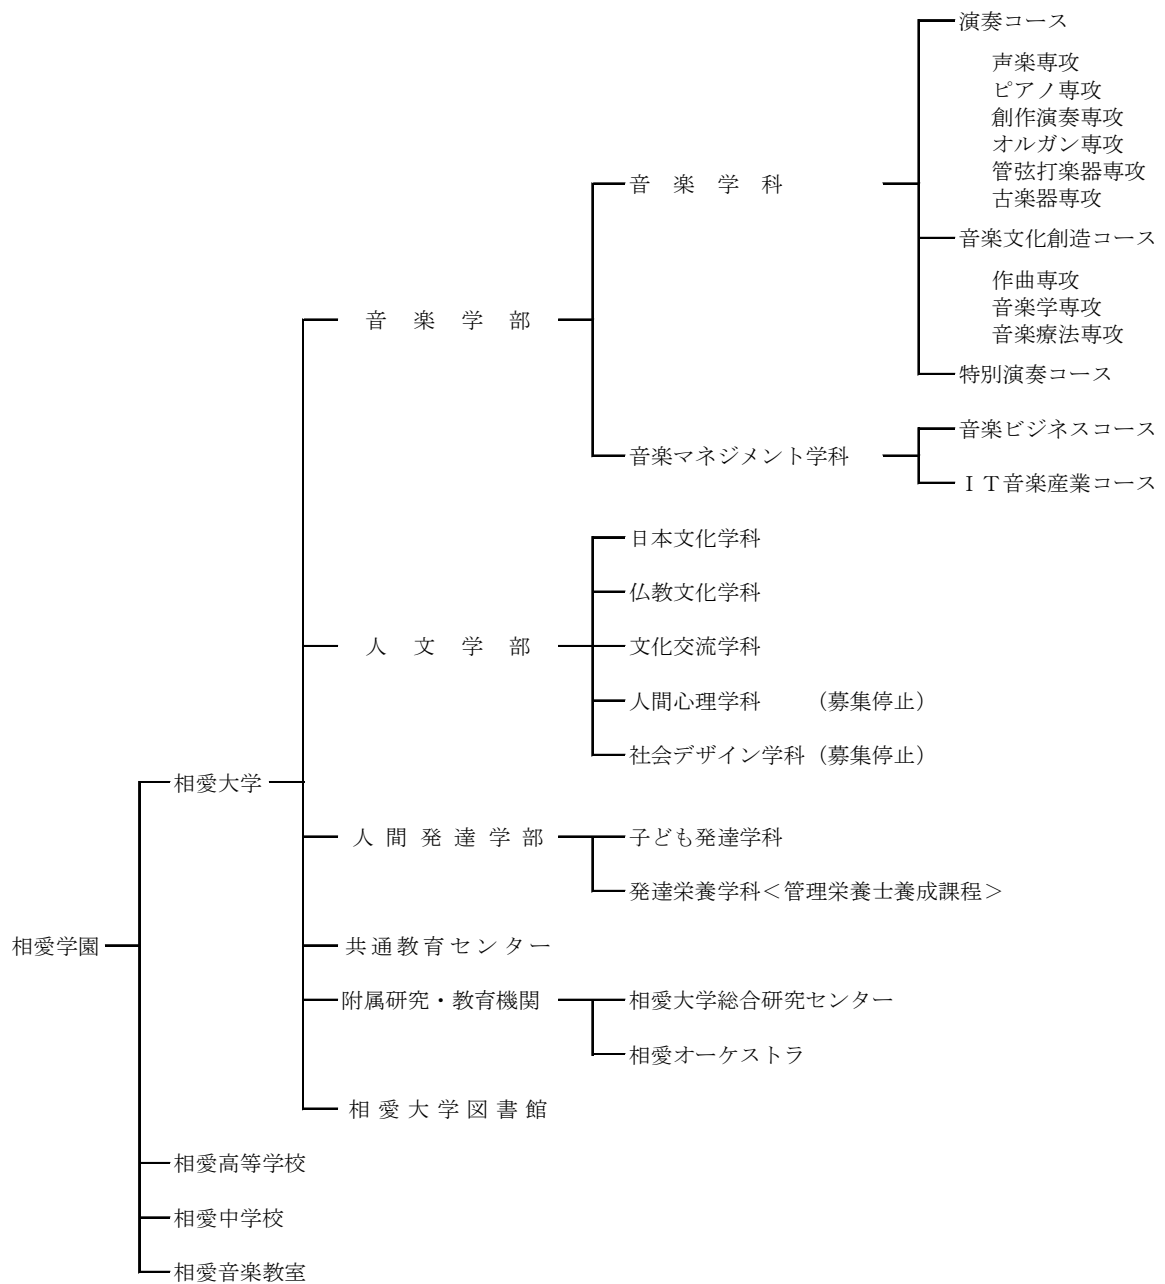 演奏コース
声楽専攻
ピアノ専攻
創作演奏専攻
オルガン専攻
管弦打楽器専攻
古楽器専攻
音楽学科
音楽文化創造コース
作曲専攻
音楽学専攻
音楽療法専攻
音楽学部
特別演奏コース
音楽ビジネスコース
音楽マネジメント学科
ＩＴ音楽産業コース
日本文化学科
仏教文化学科
人文学部
文化交流学科
人間心理学科 （募集停止）
社会デザイン学科（募集停止）
相愛大学
人間発達学部
子ども発達学科
発達栄養学科＜管理栄養士養成課程＞
相愛学園
共通教育センター
附属研究・教育機関
相愛大学総合研究センター
相愛オーケストラ
相愛大学図書館
相愛高等学校
相愛中学校
相愛音楽教室